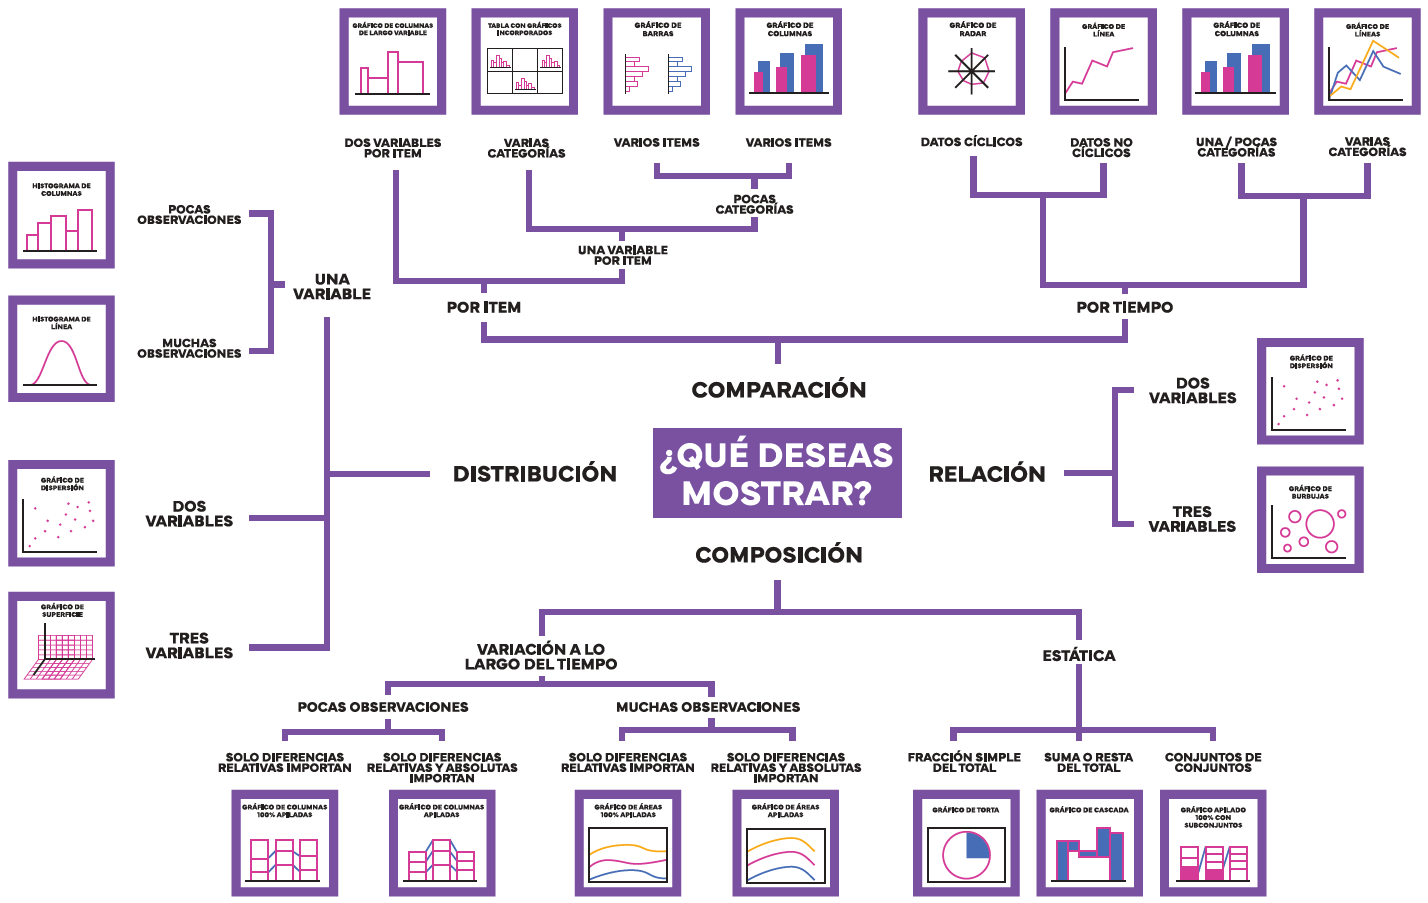 GRÁFICO DE COLUMNAS
DE LARGO VARIABLE
TABLA CON GRÁFICOS
INCORPORADOS
GRÁFICO DE
BARRAS
GRÁFICO DE
COLUMNAS
GRÁFICO DE
RADAR
GRÁFICO DE
LÍNEA
GRÁFICO DE
COLUMNAS
GRÁFICO DE
LÍNEAS
DOS VARIABLES
POR ITEM
VARIAS
CATEGORÍAS
VARIOS ITEMS
VARIOS ITEMS
DATOS CÍCLICOS
DATOS NO
CÍCLICOS
UNA / POCAS
CATEGORÍAS
VARIAS
CATEGORÍAS
POCAS
CATEGORÍAS
UNA VARIABLE
POR ITEM
POR ITEM
POR TIEMPO
COMPARACIÓN
HISTOGRAMA DE
COLUMNAS
POCAS
OBSERVACIONES
UNA
VARIABLE
HISTOGRAMA DE
LÍNEA
MUCHAS
OBSERVACIONES
DISTRIBUCIÓN
GRÁFICO DE
DISPERSIÓN
DOS
VARIABLES
GRÁFICO DE
SUPERFICIE
TRES
VARIABLES
¿QUÉ DESEAS
MOSTRAR?
RELACIÓN
DOS
VARIABLES
GRÁFICO DE
DISPERSIÓN
TRES
VARIABLES
GRÁFICO DE
BURBUJAS
COMPOSICIÓN
VARIACIÓN A LO
LARGO DEL TIEMPO
ESTÁTICA
POCAS OBSERVACIONES
MUCHAS OBSERVACIONES
SOLO DIFERENCIAS
RELATIVAS IMPORTAN
SOLO DIFERENCIAS
RELATIVAS Y ABSOLUTAS
IMPORTAN
SOLO DIFERENCIAS
RELATIVAS IMPORTAN
SOLO DIFERENCIAS
RELATIVAS Y ABSOLUTAS
IMPORTAN
FRACCIÓN SIMPLE
DEL TOTAL
SUMA O RESTA
DEL TOTAL
CONJUNTOS DE
CONJUNTOS
GRÁFICO DE COLUMNAS
100% APILADAS
GRÁFICO DE COLUMNAS
APILADAS
GRÁFICO DE ÁREAS
100% APILADAS
GRÁFICO DE ÁREAS
APILADAS
GRÁFICO DE TORTA
GRÁFICO DE CASCADA
GRÁFICO APILADO
100% CON
SUBCONJUNTOS